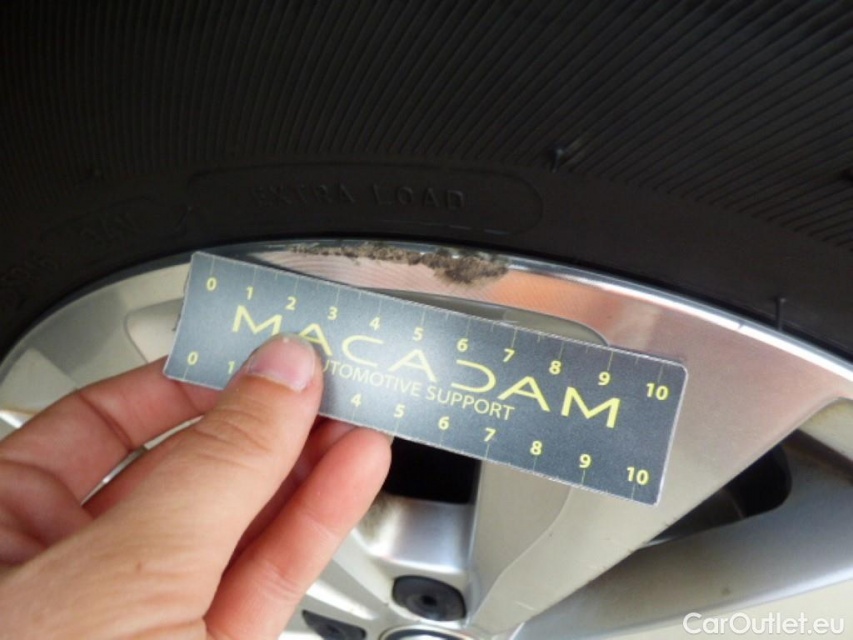 EXTRA LOAD
0 1 2 3 4 5 6 7 8 9 10
MACADAM
AUTOMOTIVE SUPPORT
0 1 4 5 6 7 8 9 10
CarOutlet.eu